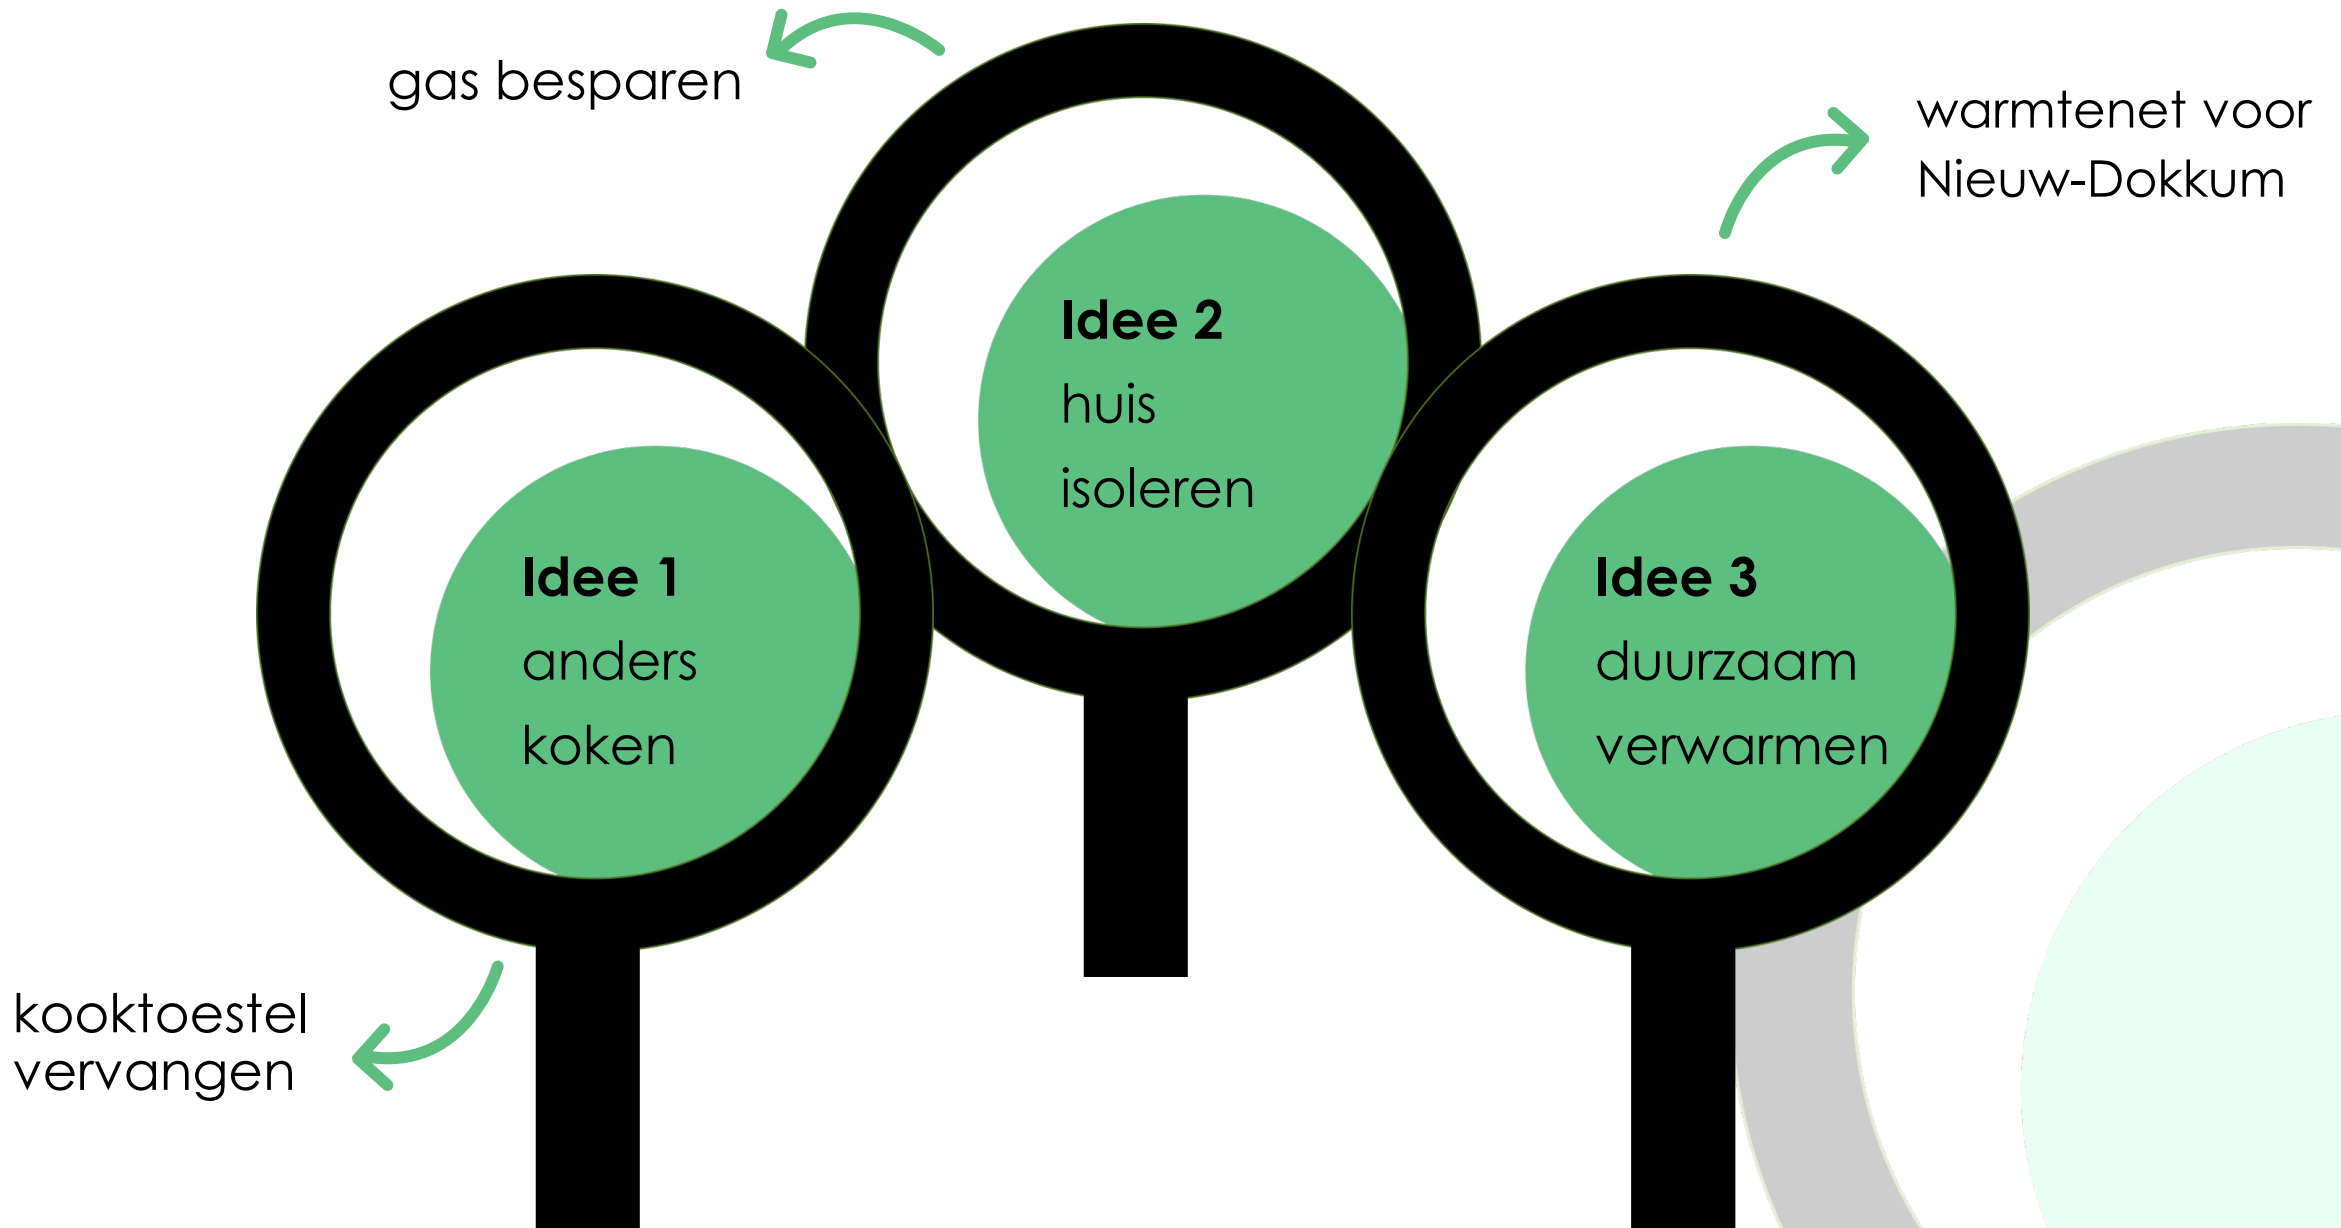 gas besparen
warmtenet voor
Nieuw-Dokkum
Idee 2
huis
isoleren
Idee 1
anders
koken
Idee 3
duurzaam
verwarmen
kooktoestel
vervangen